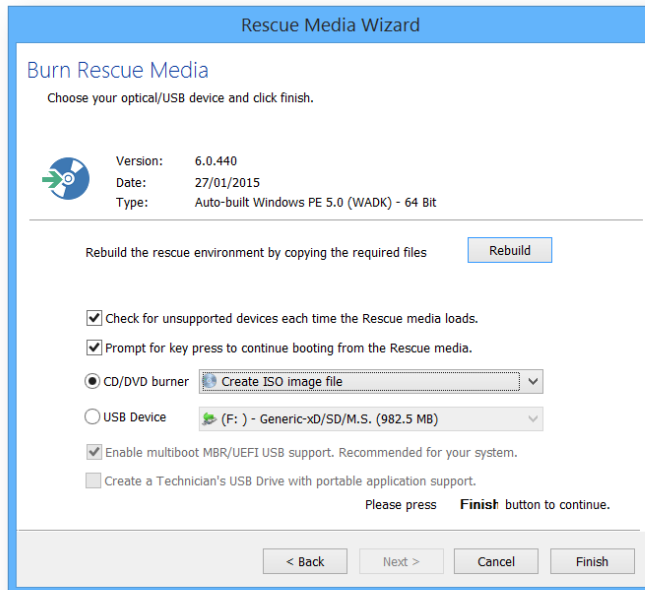 Rescue Media Wizard
Burn Rescue Media
Choose your optical/USB device and click finish.
Version: 6.0.440
Date: 27/01/2015
Type: Auto-built Windows PE 5.0 (WADK) - 64 Bit
Rebuild the rescue environment by copying the required files Rebuild
Check for unsupported devices each time the Rescue media loads.
Prompt for key press to continue booting from the Rescue media.
CD/DVD burner Create ISO image file
USB Device (F: ) - Generic-xD/SD/M.S. (982.5 MB)
Enable multiboot MBR/UEFI USB support. Recommended for your system.
Create a Technician's USB Drive with portable application support.
Please press Finish button to continue.
< Back Next > Cancel Finish